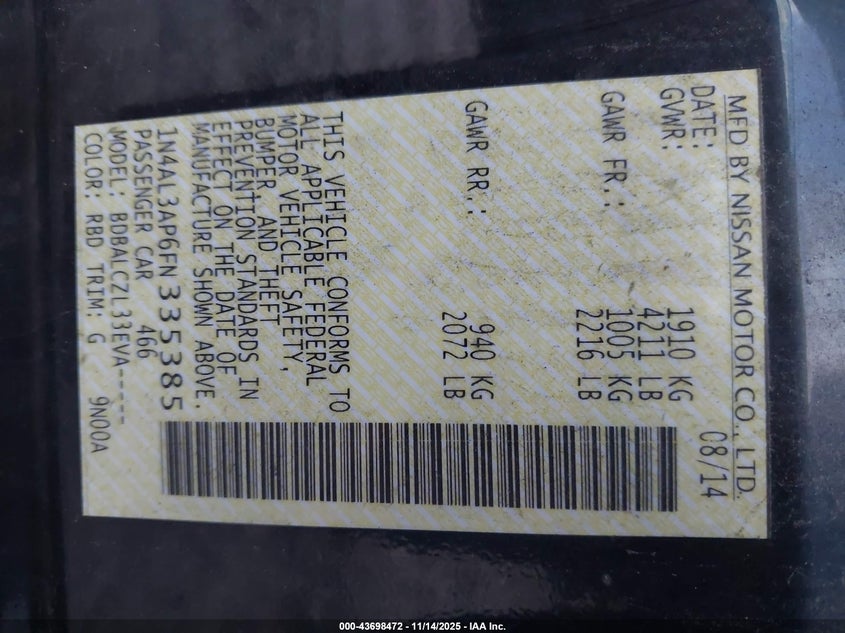 MFD BY NISSAN MOTOR CO., LTD.
DATE: 08/14
GVWR: 1910 KG
4211 LB
GAWR FR.: 1005 KG
2216 LB
GAWR RR.: 940 KG
2072 LB
THIS VEHICLE CONFORMS TO
ALL APPLICABLE FEDERAL
MOTOR VEHICLE SAFETY,
BUMPER AND THEFT
PREVENTION STANDARDS IN
EFFECT ON THE DATE OF
MANUFACTURE SHOWN ABOVE.
1N4AL3AP6FN335385
PASSENGER CAR 466
MODEL: BDBALCZL33EVA-----
COLOR: RBD TRIM: G 9N00A
000-43698472 - 11/14/2025 - IAA Inc.